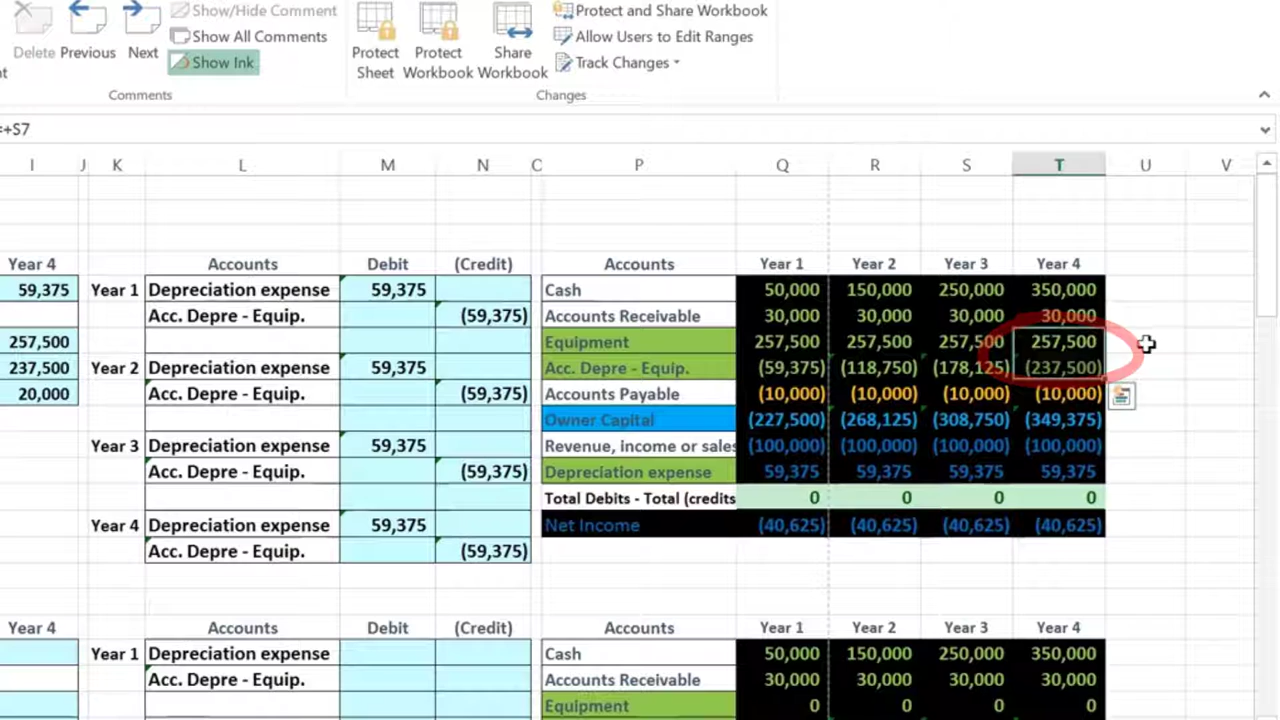 Show/Hide Comment
Protect and Share Workbook
Show All Comments
Allow Users to Edit Ranges
Delete Previous Next Show Ink
Protect Sheet Protect Workbook Share Workbook
Track Changes
Comments Changes
=+S7
I J K L M N C P Q R S T U V
Year 4 Accounts Debit (Credit) Accounts Year 1 Year 2 Year 3 Year 4
59,375 Year 1 Depreciation expense 59,375 Cash 50,000 150,000 250,000 350,000
Acc. Depre - Equip. (59,375) Accounts Receivable 30,000 30,000 30,000 30,000
257,500 Equipment 257,500 257,500 257,500 257,500
237,500 Year 2 Depreciation expense 59,375 Acc. Depre - Equip. (59,375) (118,750) (178,125) (237,500)
20,000 Acc. Depre - Equip. (59,375) Accounts Payable (10,000) (10,000) (10,000) (10,000)
Owner Capital (227,500) (268,125) (308,750) (349,375)
Year 3 Depreciation expense 59,375 Revenue, income or sales (100,000) (100,000) (100,000) (100,000)
Acc. Depre - Equip. (59,375) Depreciation expense 59,375 59,375 59,375 59,375
Total Debits - Total (credits 0 0 0 0
Year 4 Depreciation expense 59,375 Net Income (40,625) (40,625) (40,625) (40,625)
Acc. Depre - Equip. (59,375)
Year 4 Accounts Debit (Credit) Accounts Year 1 Year 2 Year 3 Year 4
Year 1 Depreciation expense Cash 50,000 150,000 250,000 350,000
Acc. Depre - Equip. Accounts Receivable 30,000 30,000 30,000 30,000
Equipment 0 0 0 0